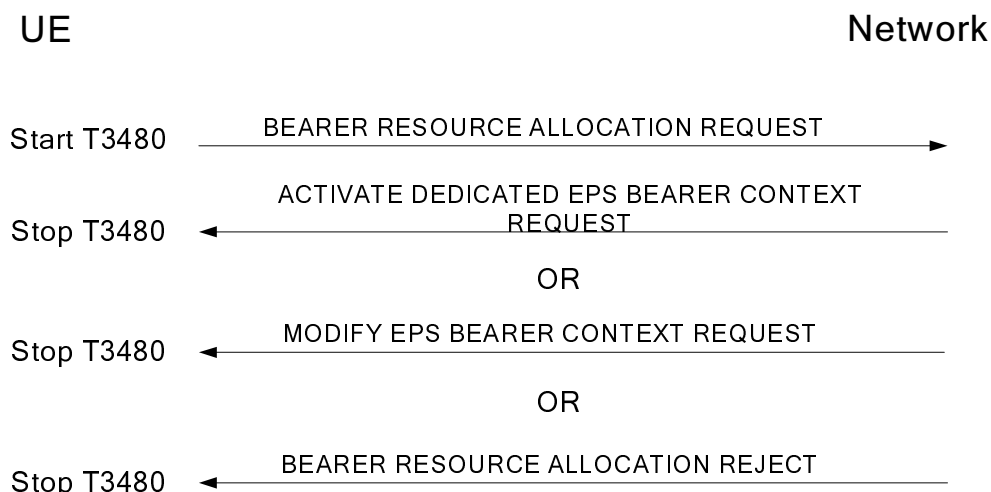 UE Network
Start T3480 BEARER RESOURCE ALLOCATION REQUEST
ACTIVATE DEDICATED EPS BEARER CONTEXT
REQUEST
Stop T3480
OR
MODIFY EPS BEARER CONTEXT REQUEST
Stop T3480
OR
BEARER RESOURCE ALLOCATION REJECT
Stop T3480